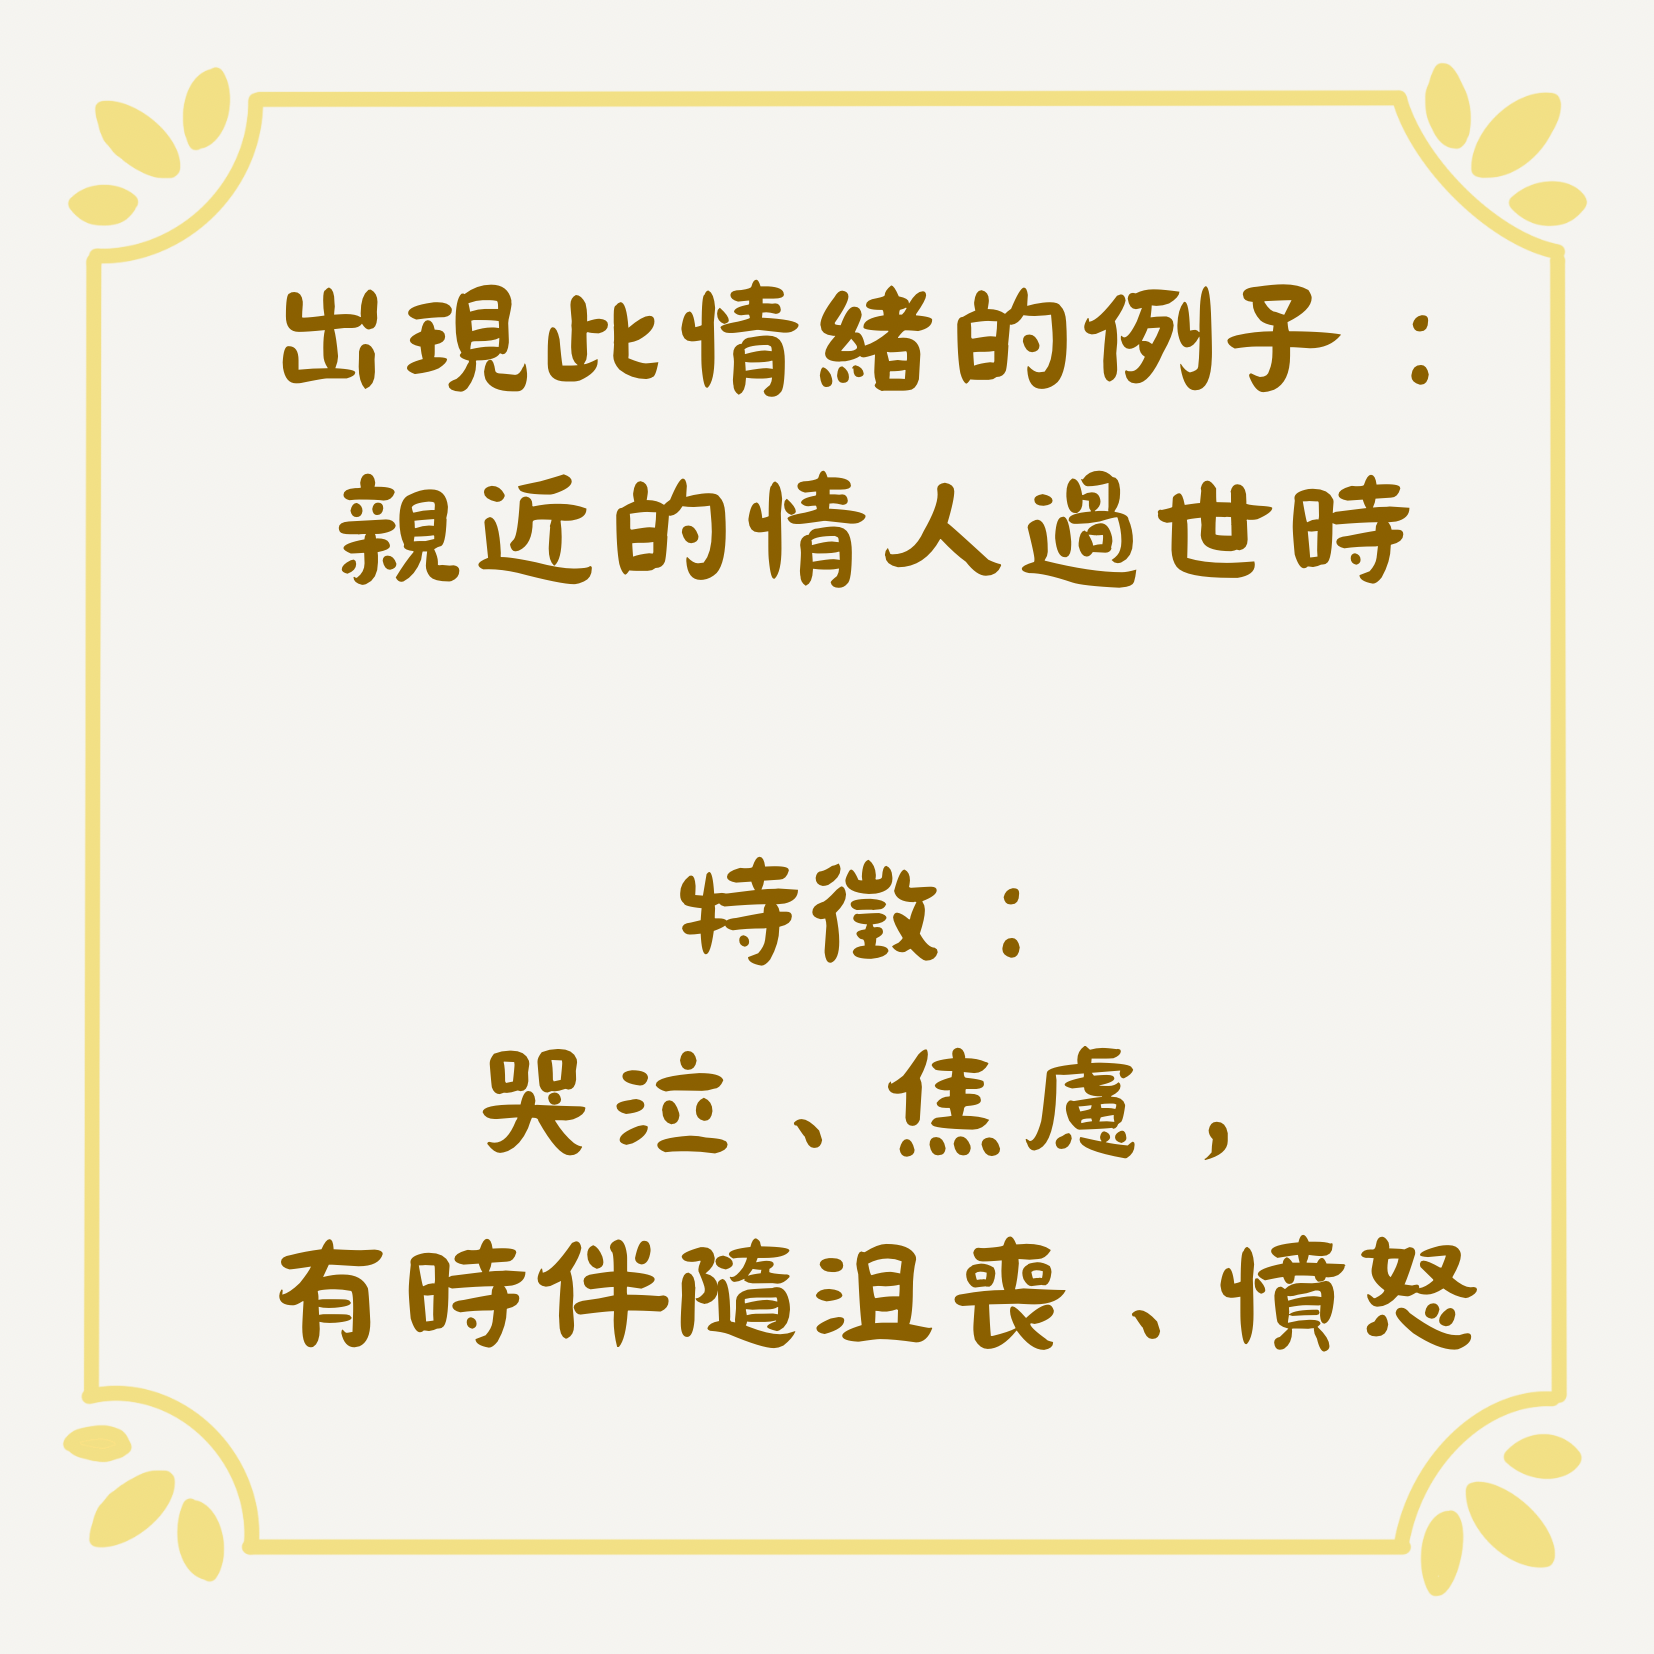 出現此情緒的例子：
親近的情人過世時
特徵：
哭泣、焦慮，
有時伴隨沮喪、憤怒